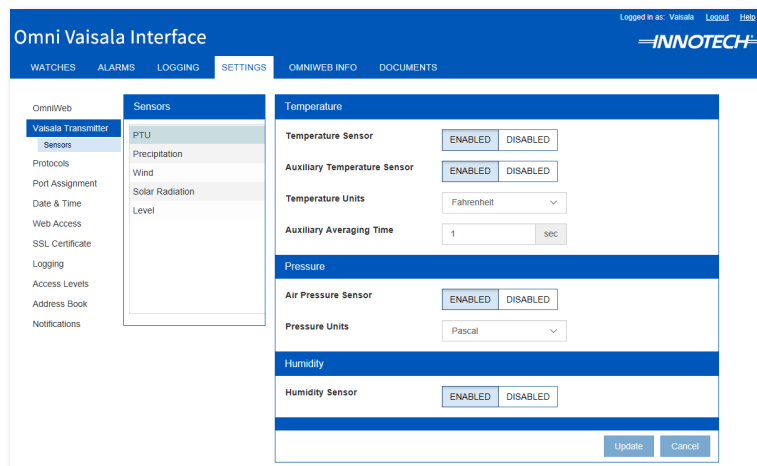 Logged in as: Vaisala Logout Help
Omni Vaisala Interface
INNOTECH
WATCHES ALARMS LOGGING SETTINGS OMNIWEB INFO DOCUMENTS
OmniWeb
Vaisala Transmitter
Sensors
Protocols
Port Assignment
Date & Time
Web Access
SSL Certificate
Logging
Access Levels
Address Book
Notifications
Sensors
PTU
Precipitation
Wind
Solar Radiation
Level
Temperature
Temperature Sensor ENABLED DISABLED
Auxiliary Temperature Sensor ENABLED DISABLED
Temperature Units Fahrenheit
Auxiliary Averaging Time 1 sec
Pressure
Air Pressure Sensor ENABLED DISABLED
Pressure Units Pascal
Humidity
Humidity Sensor ENABLED DISABLED
Update Cancel